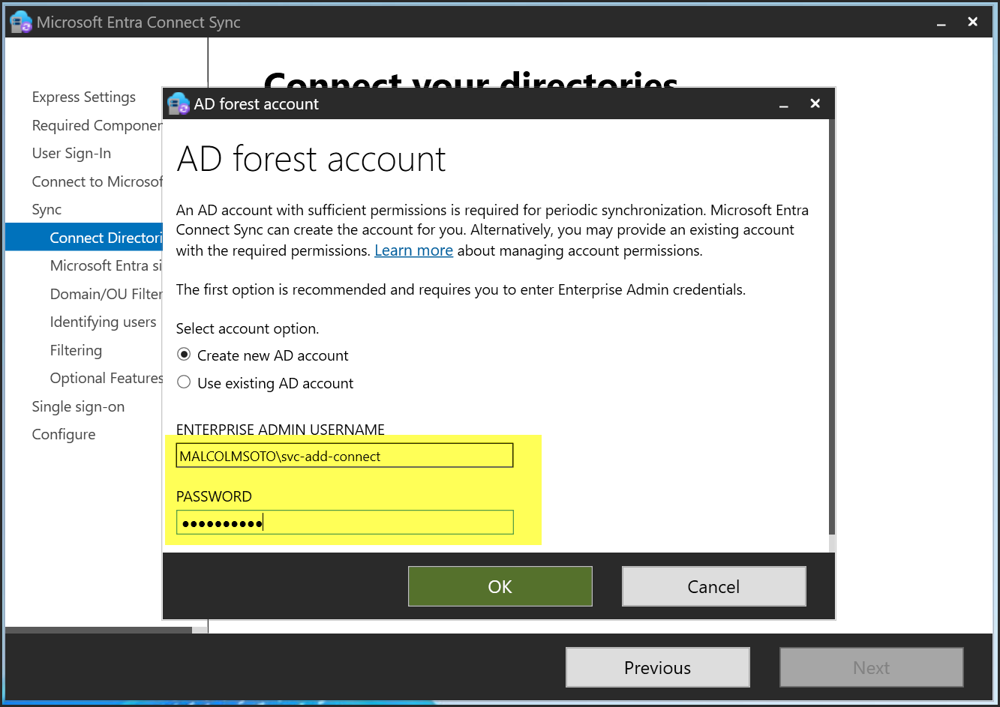 Microsoft Entra Connect Sync
Connect your directories
Express Settings
Required Componen
User Sign-In
Connect to Microsof
Sync
Connect Directori
Microsoft Entra si
Domain/OU Filter
Identifying users
Filtering
Optional Features
Single sign-on
Configure
AD forest account
AD forest account
An AD account with sufficient permissions is required for periodic synchronization. Microsoft Entra
Connect Sync can create the account for you. Alternatively, you may provide an existing account
with the required permissions. Learn more about managing account permissions.
The first option is recommended and requires you to enter Enterprise Admin credentials.
Select account option.
Create new AD account
Use existing AD account
ENTERPRISE ADMIN USERNAME
MALCOLMSOTO\svc-add-connect
PASSWORD
●●●●●●●●●●
OK
Cancel
Previous
Next